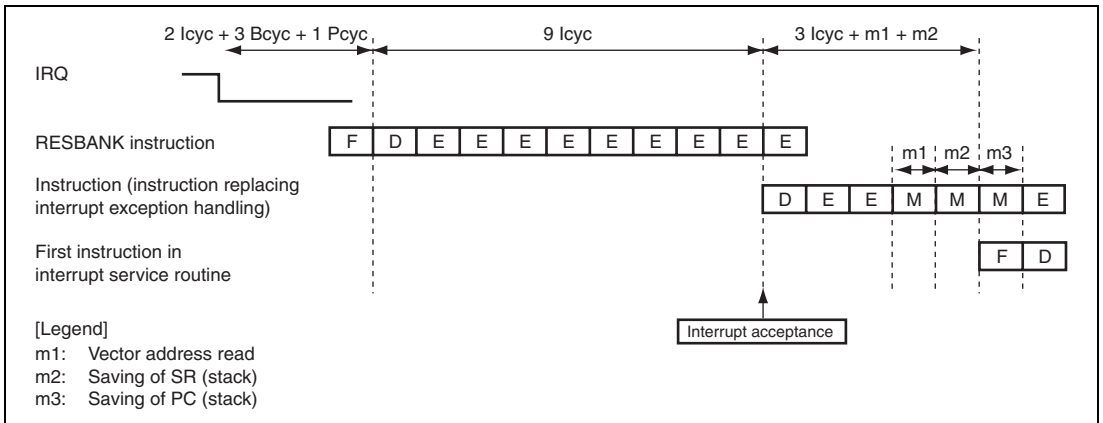 2 Icyc + 3 Bcyc + 1 Pcyc 9 Icyc 3 Icyc + m1 + m2
IRQ
RESBANK instruction F D E E E E E E E E E
m1 m2 m3
Instruction (instruction replacing
interrupt exception handling) D E E M M M E
First instruction in
interrupt service routine F D
Interrupt acceptance
[Legend]
m1: Vector address read
m2: Saving of SR (stack)
m3: Saving of PC (stack)